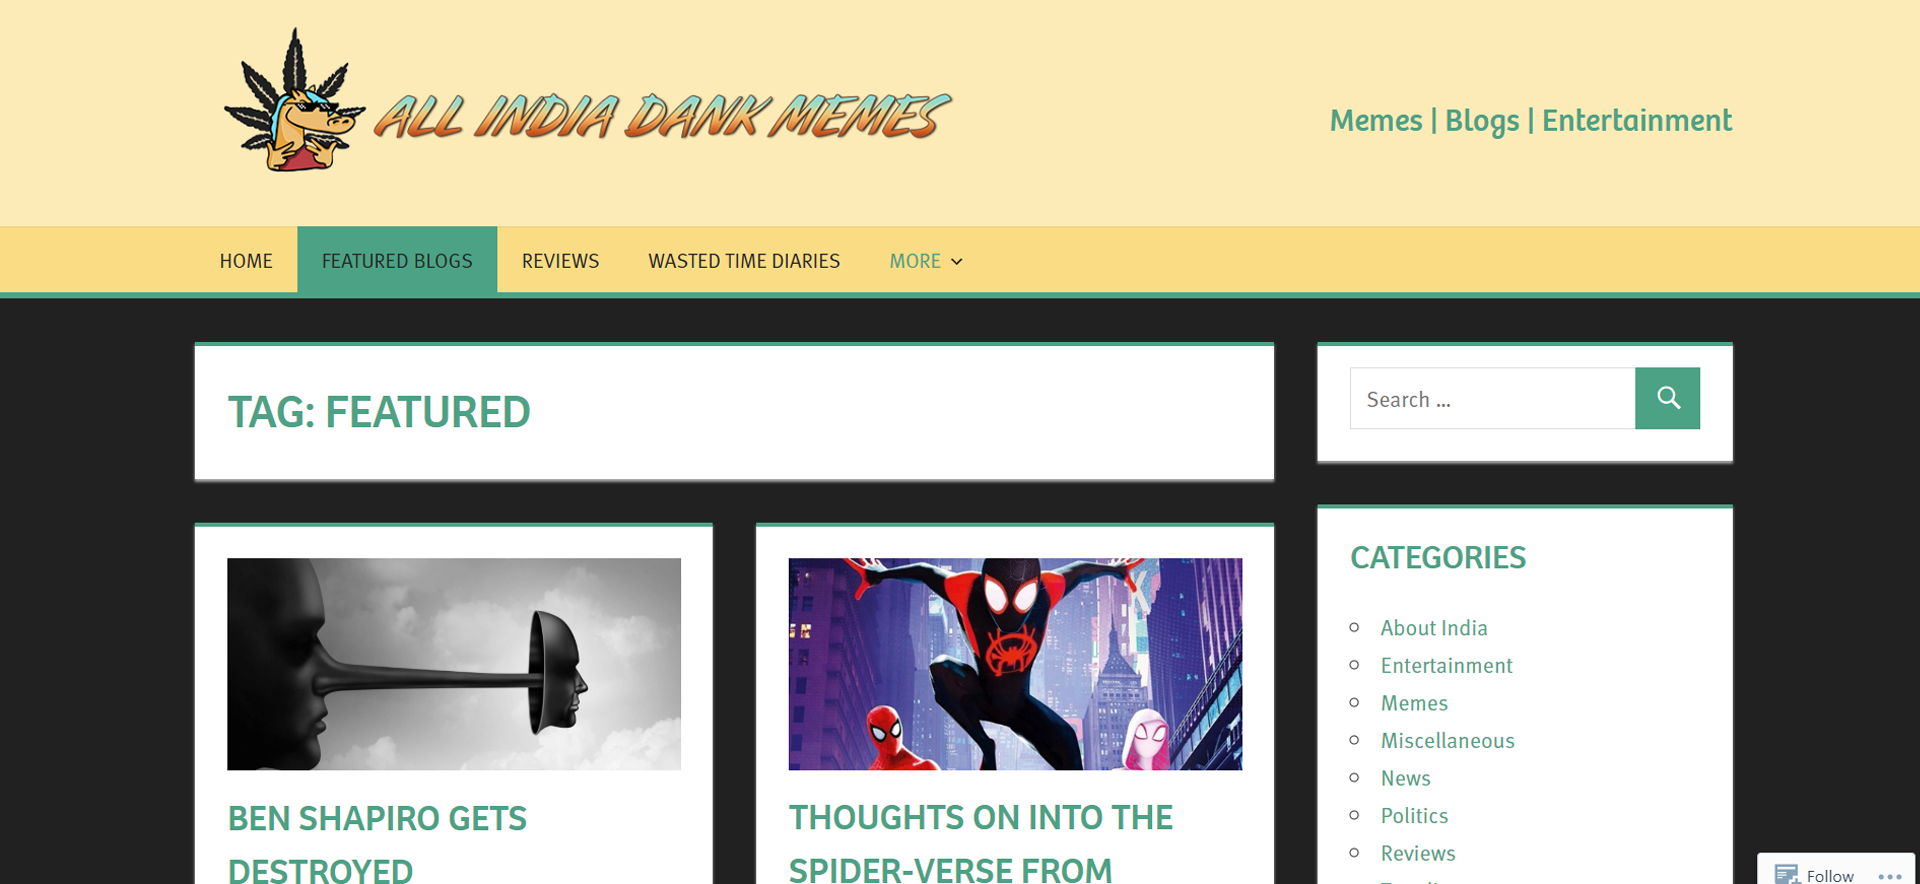 ALL INDIA DANK MEMES
Memes | Blogs | Entertainment
HOME
FEATURED BLOGS
REVIEWS
WASTED TIME DIARIES
MORE
TAG: FEATURED
BEN SHAPIRO GETS
DESTROYED
THOUGHTS ON INTO THE
SPIDER-VERSE FROM
Search ...
CATEGORIES
About India
Entertainment
Memes
Miscellaneous
News
Politics
Reviews
Follow